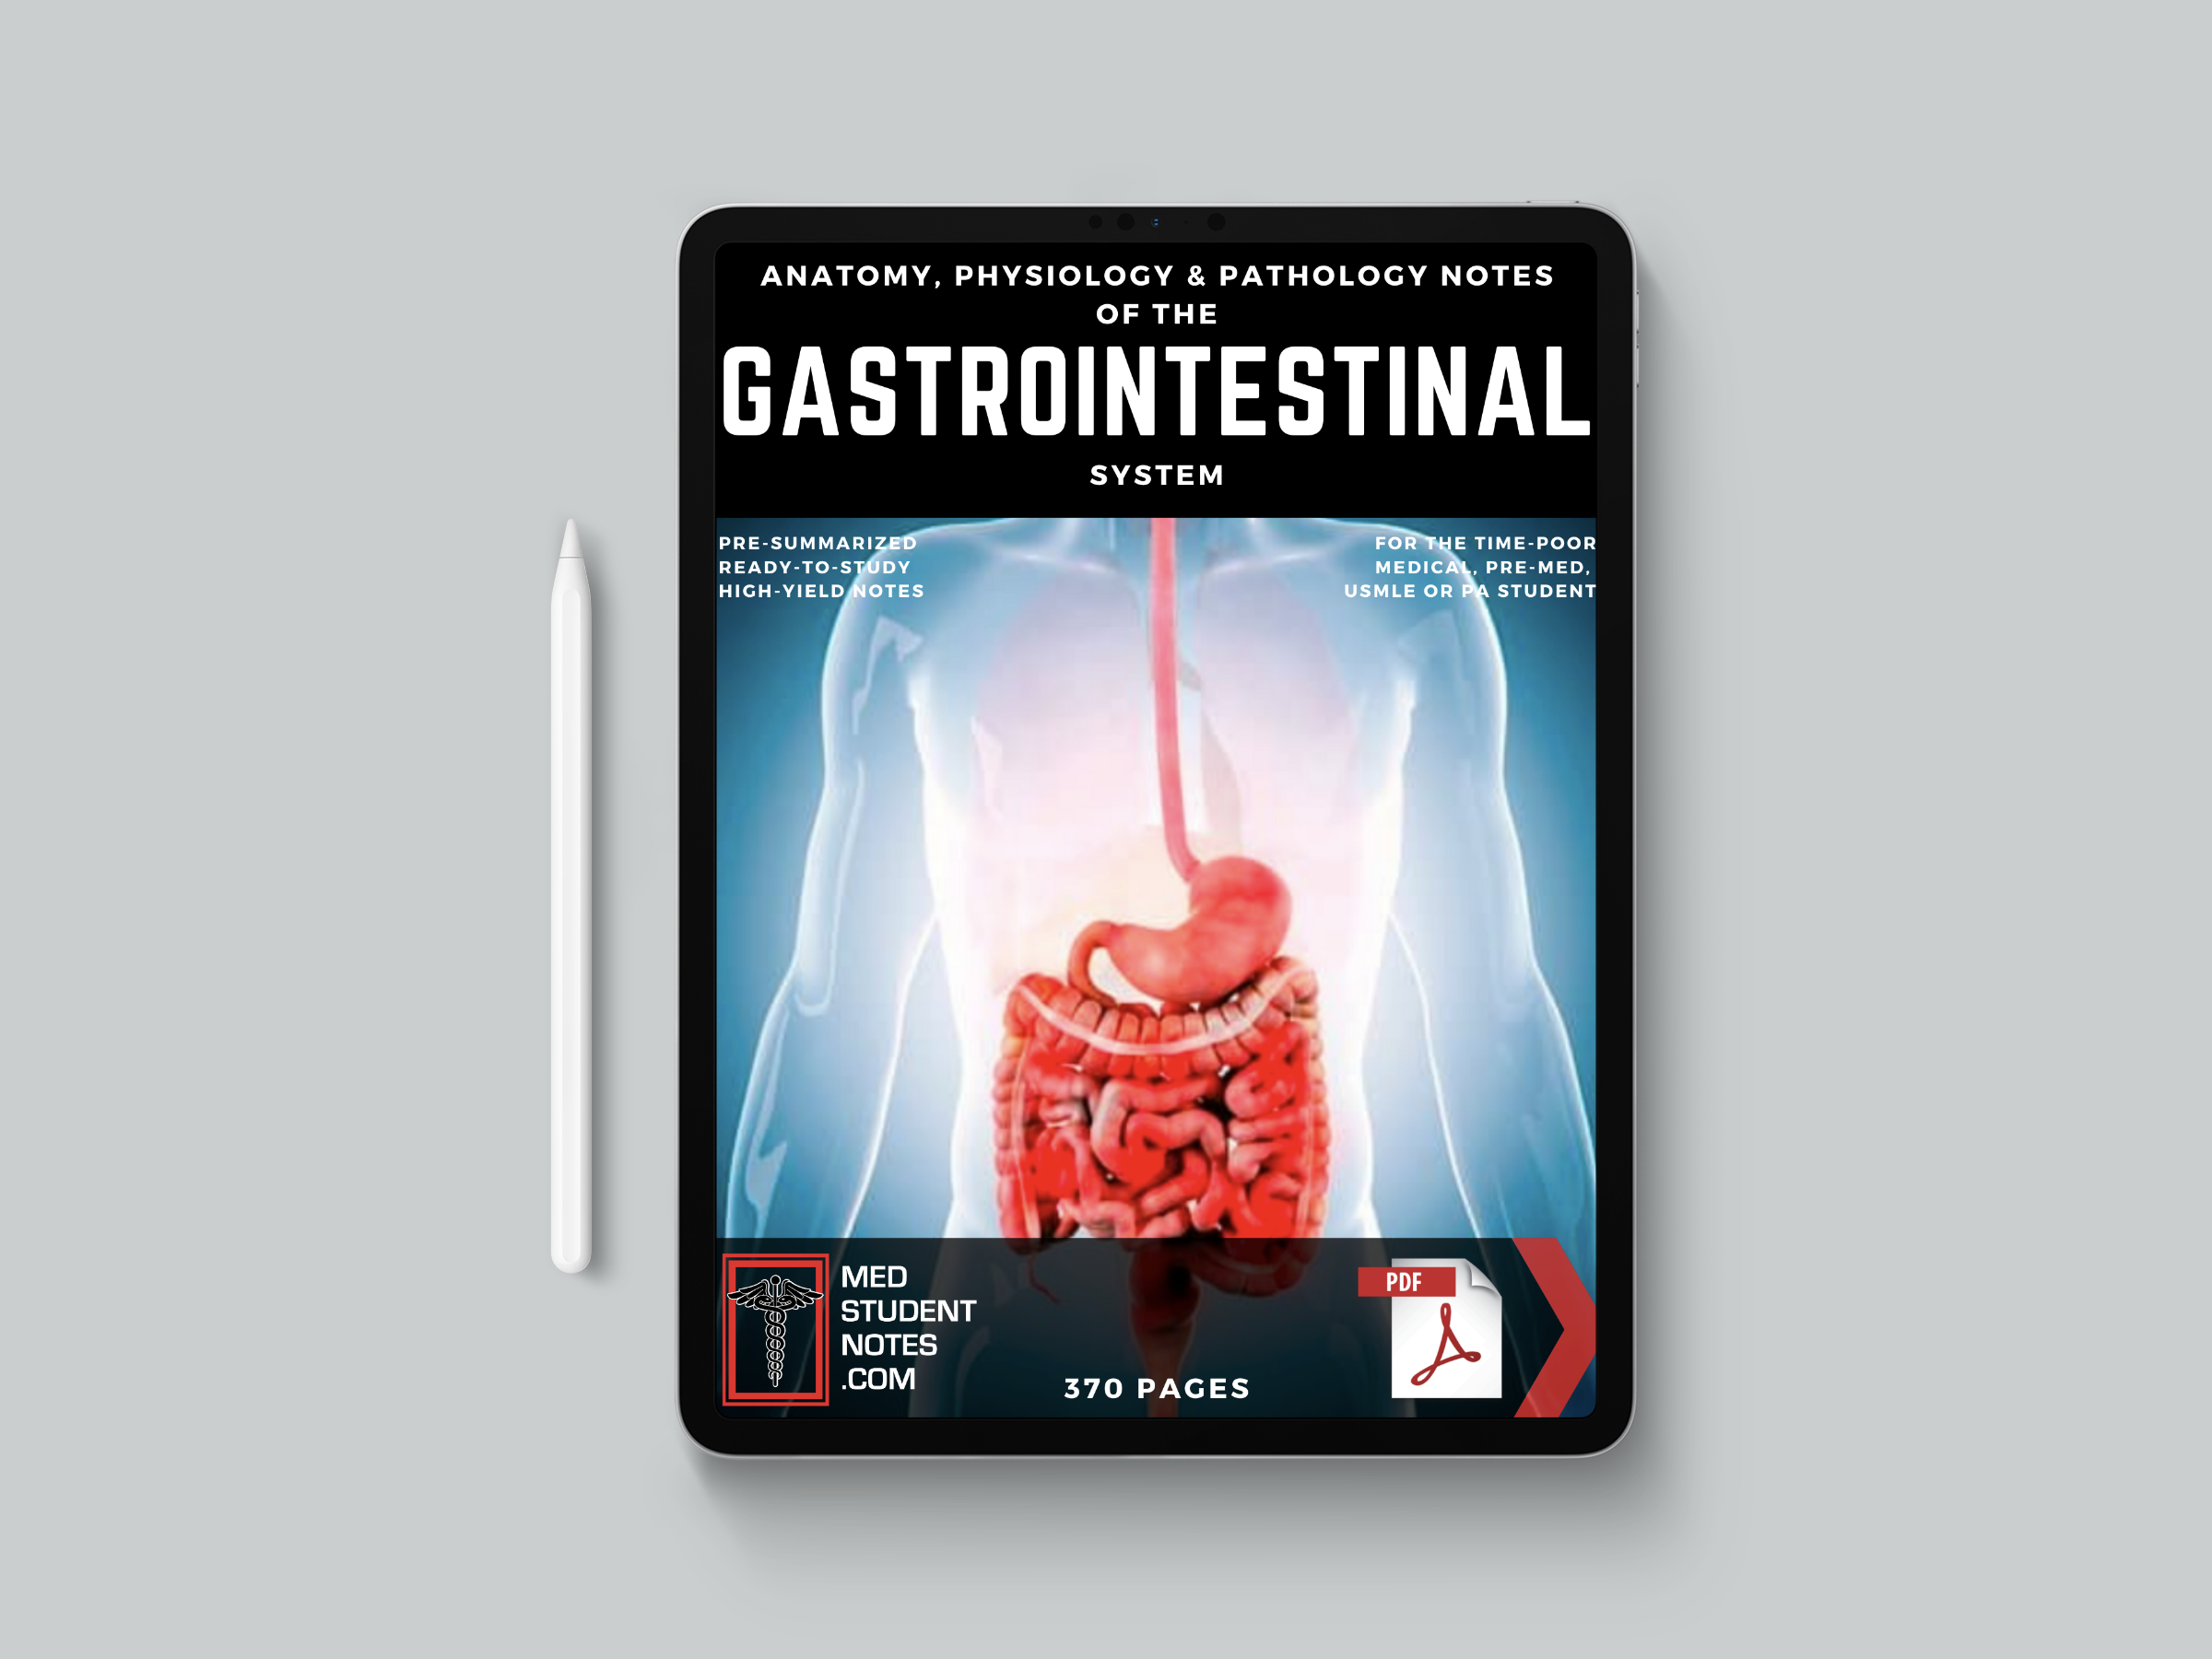 ANATOMY, PHYSIOLOGY & PATHOLOGY NOTES
OF THE
GASTROINTESTINAL
SYSTEM
PRE-SUMMARIZED
READY-TO-STUDY
HIGH-YIELD NOTES
FOR THE TIME-POOR
MEDICAL, PRE-MED,
USMLE OR PA STUDENT
MED
STUDENT
NOTES
.COM
370 PAGES
PDF